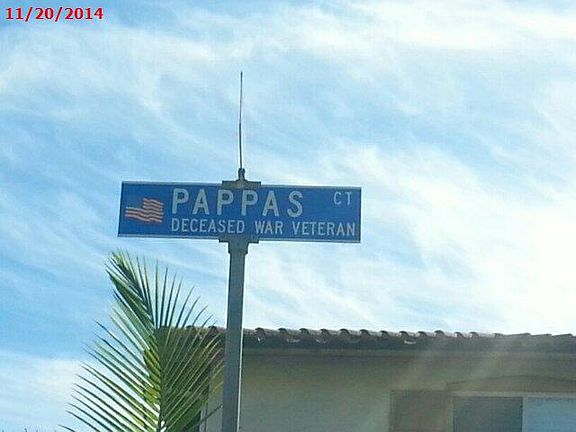 11/20/2014
PAPPAS CT
DECEASED WAR VETERAN